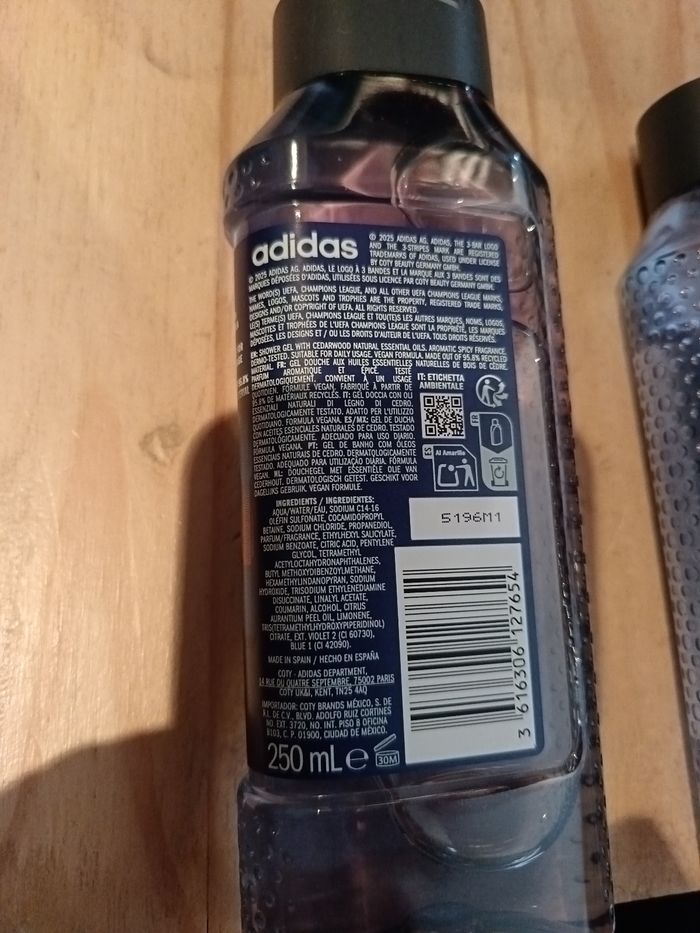 adidas
© 2025 ADIDAS AG. ADIDAS, THE 3-BAR LOGO
AND THE 3-STRIPES MARK ARE REGISTERED
TRADEMARKS OF ADIDAS, USED UNDER LICENSE
BY COTY BEAUTY GERMANY GMBH.
© 2025 ADIDAS AG. ADIDAS, LE LOGO À 3 BANDES ET LA MARQUE AUX 3 BANDES SONT DES
MARQUES DÉPOSÉES D'ADIDAS, UTILISÉES SOUS LICENCE PAR COTY BEAUTY GERMANY GMBH.
THE WORD(S) UEFA, CHAMPIONS LEAGUE, AND ALL OTHER UEFA CHAMPIONS LEAGUE MARKS,
NAMES, LOGOS, MASCOTS AND TROPHIES ARE THE PROPERTY, REGISTERED TRADE MARKS,
DESIGNS AND/OR COPYRIGHT OF UEFA. ALL RIGHTS RESERVED.
LE(S) TERME(S) UEFA, CHAMPIONS LEAGUE ET TOU(TE)S LES AUTRES MARQUES, NOMS, LOGOS,
MASCOTTES ET TROPHÉES DE L'UEFA CHAMPIONS LEAGUE SONT LA PROPRIÉTÉ, LES MARQUES
DÉPOSÉES, LES DESIGNS ET / OU LES DROITS D'AUTEUR DE L'UEFA. TOUS DROITS RÉSERVÉS.
EN: SHOWER GEL WITH CEDARWOOD NATURAL ESSENTIAL OILS. AROMATIC SPICY FRAGRANCE.
DERMO-TESTED. SUITABLE FOR DAILY USAGE. VEGAN FORMULA. MADE OUT OF 95.8% RECYCLED
MATERIAL. FR: GEL DOUCHE AUX HUILES ESSENTIELLES NATURELLES DE BOIS DE CÈDRE.
PARFUM AROMATIQUE ET ÉPICÉ. TESTÉ
DERMATOLOGIQUEMENT. CONVIENT À UN USAGE
QUOTIDIEN. FORMULE VEGAN. FABRIQUÉ À PARTIR DE
95.8% DE MATÉRIAUX RECYCLÉS. IT: GEL DOCCIA CON OLI
ESSENZIALI NATURALI DI LEGNO DI CEDRO.
DERMATOLOGICAMENTE TESTATO. ADATTO PER L'UTILIZZO
QUOTIDIANO. FORMULA VEGANA. ES/MX: GEL DE DUCHA
CON ACEITES ESENCIALES NATURALES DE CEDRO. TESTADO
DERMATOLÓGICAMENTE. ADECUADO PARA USO DIARIO.
FÓRMULA VEGANA. PT: GEL DE BANHO COM ÓLEOS
ESSENCIAIS NATURAIS DE CEDRO. DERMATOLOGICAMENTE
TESTADO. ADEQUADO PARA UTILIZAÇÃO DIÁRIA. FÓRMULA
VEGAN. NL: DOUCHEGEL MET ESSENTIËLE OLIE VAN
CEDERHOUT. DERMATOLOGISCH GETEST. GESCHIKT VOOR
DAGELIJKS GEBRUIK. VEGAN FORMULE.
IT: ETICHETTA
AMBIENTALE
FR
ES
Al Amarillo
5196M1
INGREDIENTS / INGRÉDIENTES:
AQUA/WATER/EAU, SODIUM C14-16
OLEFIN SULFONATE, COCAMIDOPROPYL
BETAINE, SODIUM CHLORIDE, PROPANEDIOL,
PARFUM/FRAGRANCE, ETHYLHEXYL SALICYLATE,
SODIUM BENZOATE, CITRIC ACID, PENTYLENE
GLYCOL, TETRAMETHYL
ACETYLOCTAHYDRONAPHTHALENES,
BUTYL METHOXYDIBENZOYLMETHANE,
HEXAMETHYLINDANOPYRAN, SODIUM
HYDROXIDE, TRISODIUM ETHYLENEDIAMINE
DISUCCINATE, LINALYL ACETATE,
COUMARIN, ALCOHOL, CITRUS
AURANTIUM PEEL OIL, LIMONENE,
TRIS(TETRAMETHYLHYDROXYPIPERIDINOL)
CITRATE, EXT. VIOLET 2 (CI 60730),
BLUE 1 (CI 42090).
MADE IN SPAIN / HECHO EN ESPAÑA
COTY - ADIDAS DEPARTMENT,
14 RUE DU QUATRE SEPTEMBRE, 75002 PARIS
COTY UK&I, KENT, TN25 4AQ
IMPORTADOR: COTY BRANDS MÉXICO, S. DE
R.L. DE C.V., BLVD. ADOLFO RUIZ CORTINES
NO. EXT. 3720, NO. INT. PISO 8 OFICINA
B103, C.P. 01900, CIUDAD DE MÉXICO.
250 mL e
30M
3 616306 127654